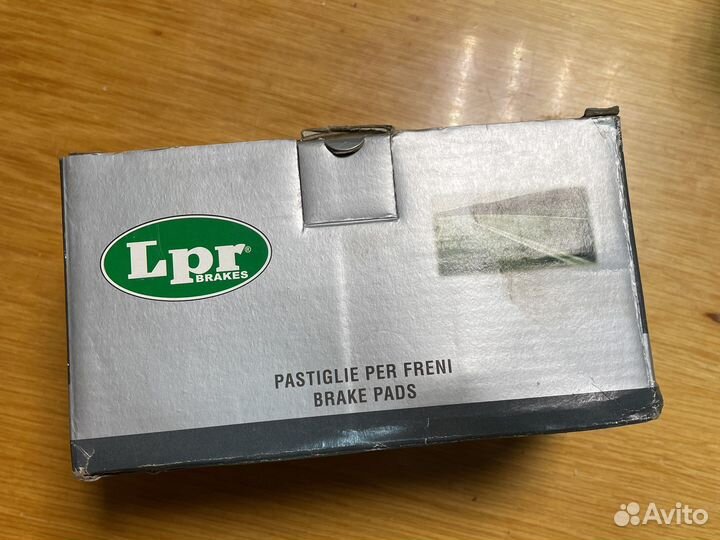 Lpr®
BRAKES
PASTIGLIE PER FRENI
BRAKE PADS
Avito